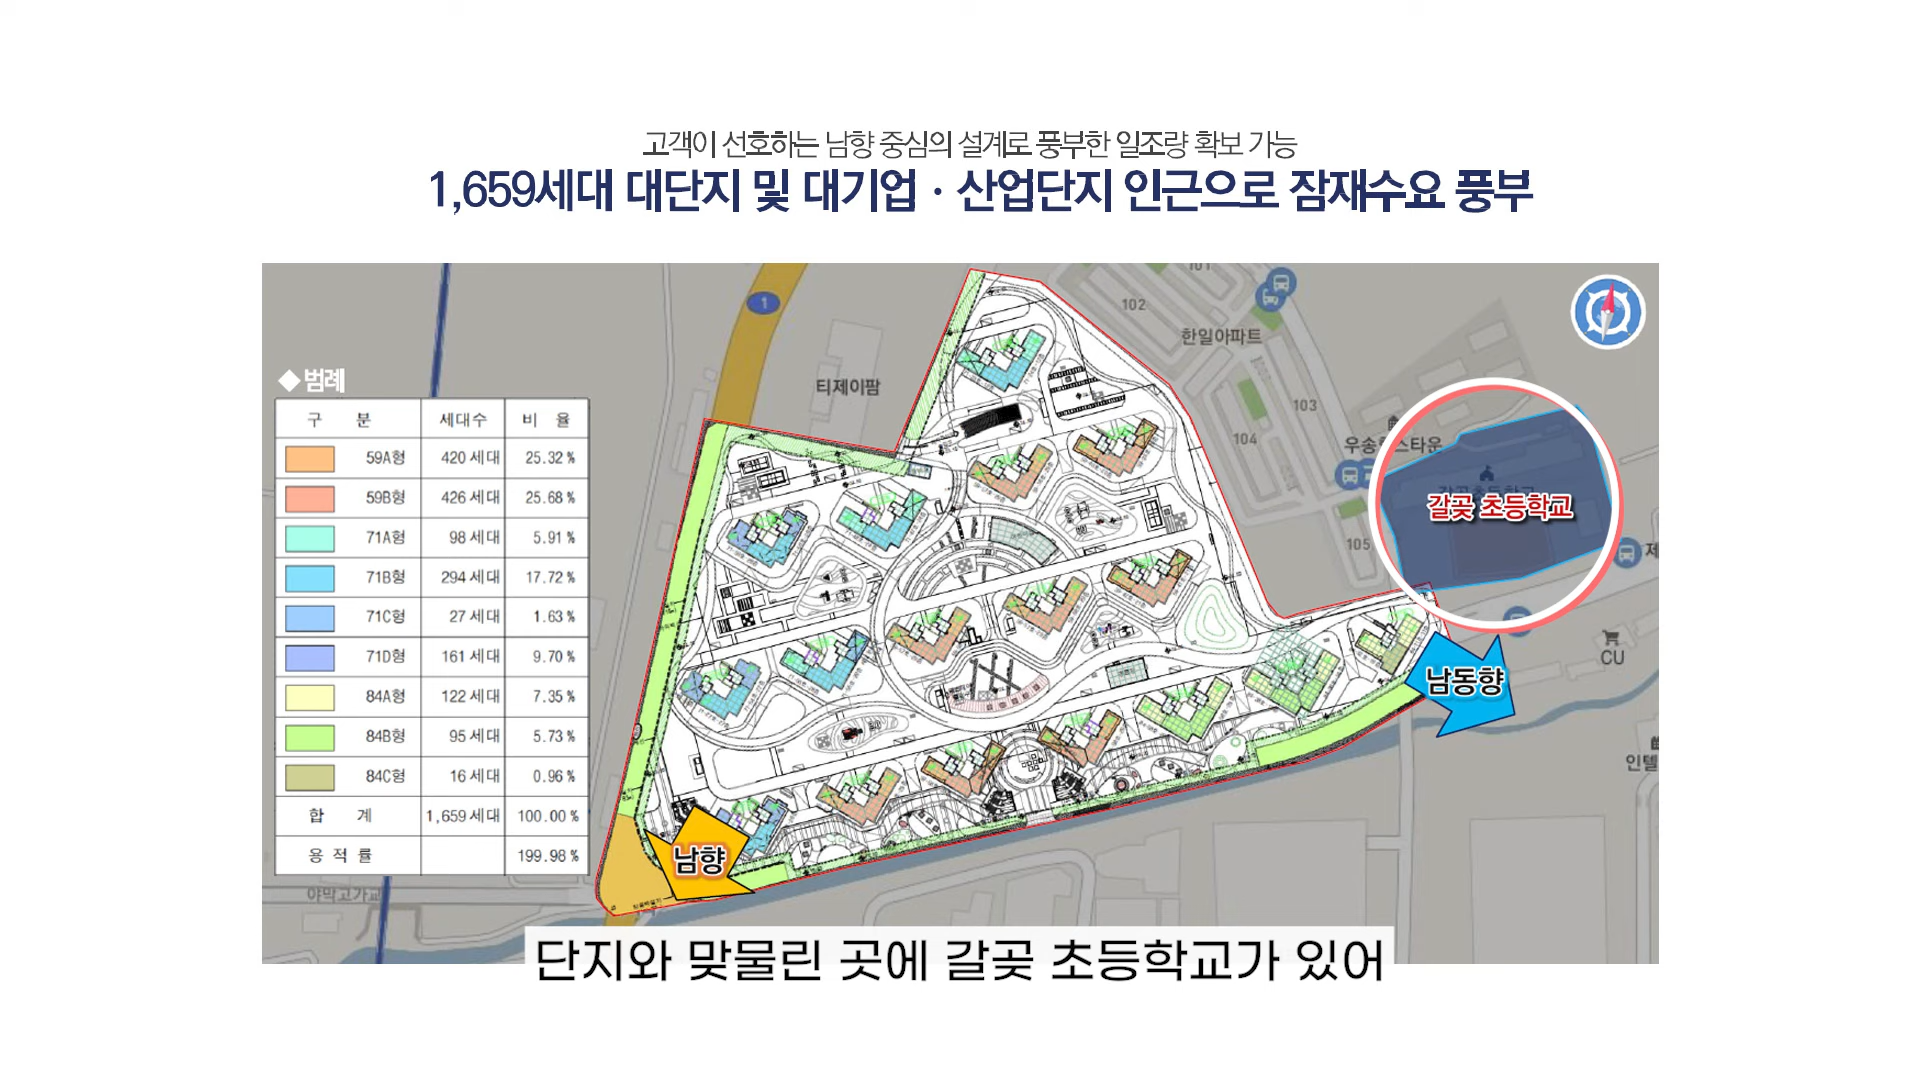 고객이 선호하는 남향 중심의 설계로 풍부한 일조량 확보 가능
1,659세대 대단지 및 대기업 · 산업단지 인근으로 잠재수요 풍부
◆범례
구 분 세대수 비 율
59A형 420 세대 25.32 %
59B형 426 세대 25.68 %
71A형 98 세대 5.91 %
71B형 294 세대 17.72 %
71C형 27 세대 1.63 %
71D형 161 세대 9.70 %
84A형 122 세대 7.35 %
84B형 95 세대 5.73 %
84C형 16 세대 0.96 %
합 계 1,659 세대 100.00 %
용 적 률 199.98 %
1
티제이팜
101
102
한일아파트
103
104
105
갈곶 초등학교
제
CU
남동향
인텔
남향
야막고가교
단지와 맞물린 곳에 갈곶 초등학교가 있어